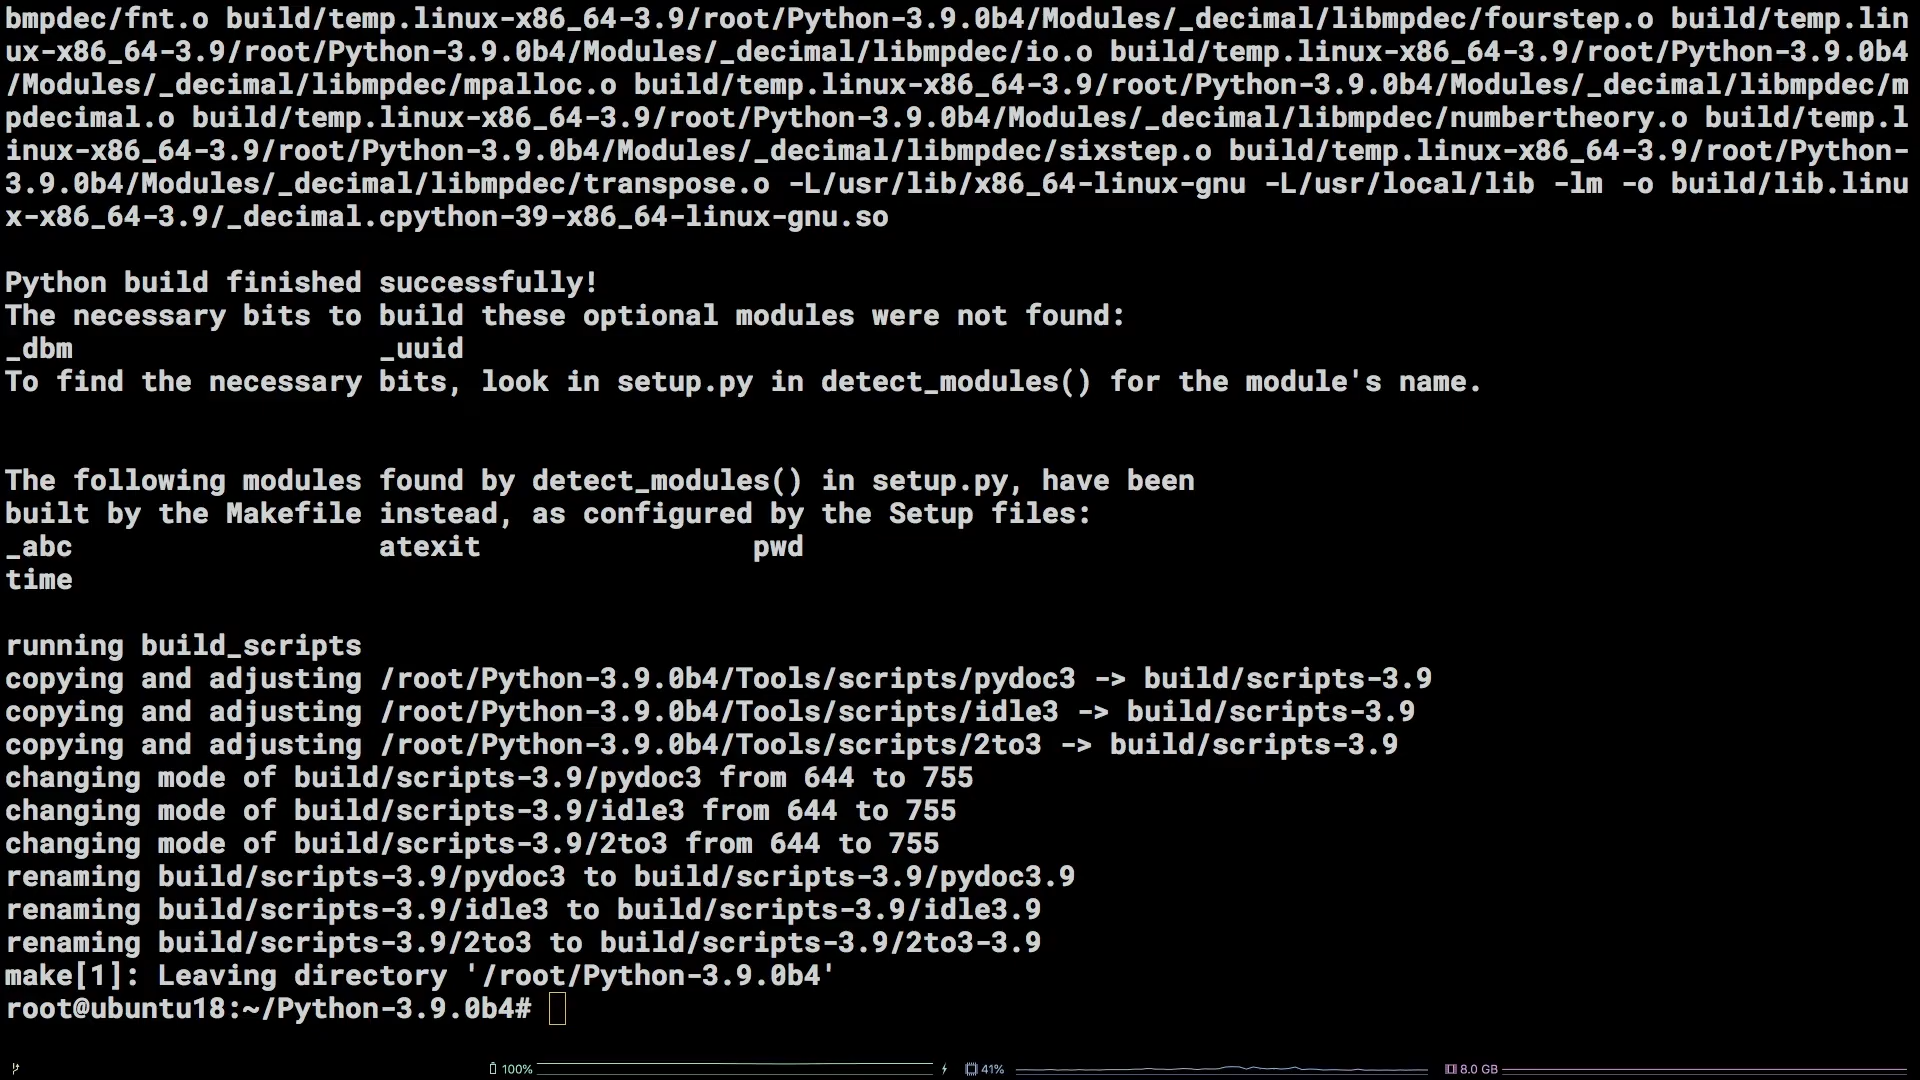 bmpdec/fnt.o build/temp.linux-x86_64-3.9/root/Python-3.9.0b4/Modules/_decimal/libmpdec/fourstep.o build/temp.lin
ux-x86_64-3.9/root/Python-3.9.0b4/Modules/_decimal/libmpdec/io.o build/temp.linux-x86_64-3.9/root/Python-3.9.0b4
/Modules/_decimal/libmpdec/mpalloc.o build/temp.linux-x86_64-3.9/root/Python-3.9.0b4/Modules/_decimal/libmpdec/m
pdecimal.o build/temp.linux-x86_64-3.9/root/Python-3.9.0b4/Modules/_decimal/libmpdec/numbertheory.o build/temp.l
inux-x86_64-3.9/root/Python-3.9.0b4/Modules/_decimal/libmpdec/sixstep.o build/temp.linux-x86_64-3.9/root/Python-
3.9.0b4/Modules/_decimal/libmpdec/transpose.o -L/usr/lib/x86_64-linux-gnu -L/usr/local/lib -lm -o build/lib.linu
x-x86_64-3.9/_decimal.cpython-39-x86_64-linux-gnu.so
Python build finished successfully!
The necessary bits to build these optional modules were not found:
_dbm _uuid
To find the necessary bits, look in setup.py in detect_modules() for the module's name.
The following modules found by detect_modules() in setup.py, have been
built by the Makefile instead, as configured by the Setup files:
_abc atexit pwd
time
running build_scripts
copying and adjusting /root/Python-3.9.0b4/Tools/scripts/pydoc3 -> build/scripts-3.9
copying and adjusting /root/Python-3.9.0b4/Tools/scripts/idle3 -> build/scripts-3.9
copying and adjusting /root/Python-3.9.0b4/Tools/scripts/2to3 -> build/scripts-3.9
changing mode of build/scripts-3.9/pydoc3 from 644 to 755
changing mode of build/scripts-3.9/idle3 from 644 to 755
changing mode of build/scripts-3.9/2to3 from 644 to 755
renaming build/scripts-3.9/pydoc3 to build/scripts-3.9/pydoc3.9
renaming build/scripts-3.9/idle3 to build/scripts-3.9/idle3.9
renaming build/scripts-3.9/2to3 to build/scripts-3.9/2to3-3.9
make[1]: Leaving directory '/root/Python-3.9.0b4'
root@ubuntu18:~/Python-3.9.0b4#
100% 41% 8.0 GB